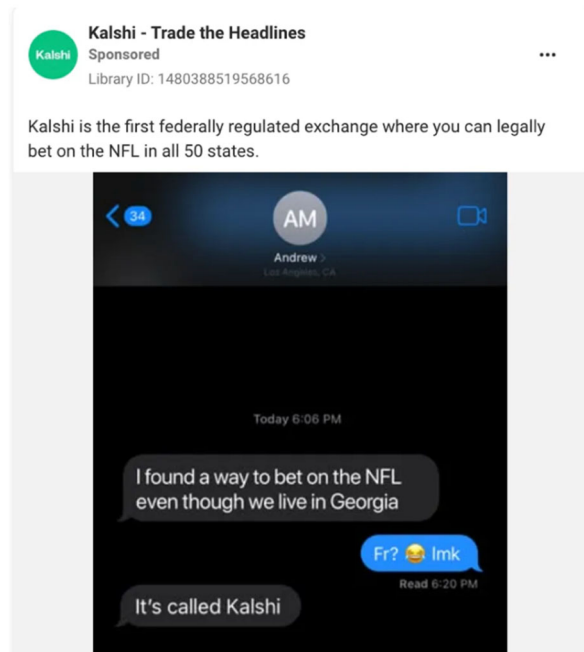 Kalshi - Trade the Headlines
Kalshi
Sponsored
Library ID: 1480388519568616
Kalshi is the first federally regulated exchange where you can legally
bet on the NFL in all 50 states.
34
AM
Andrew
Los Angeles, CA
Today 6:06 PM
I found a way to bet on the NFL
even though we live in Georgia
Fr? 😂 lmk
Read 6:20 PM
It's called Kalshi